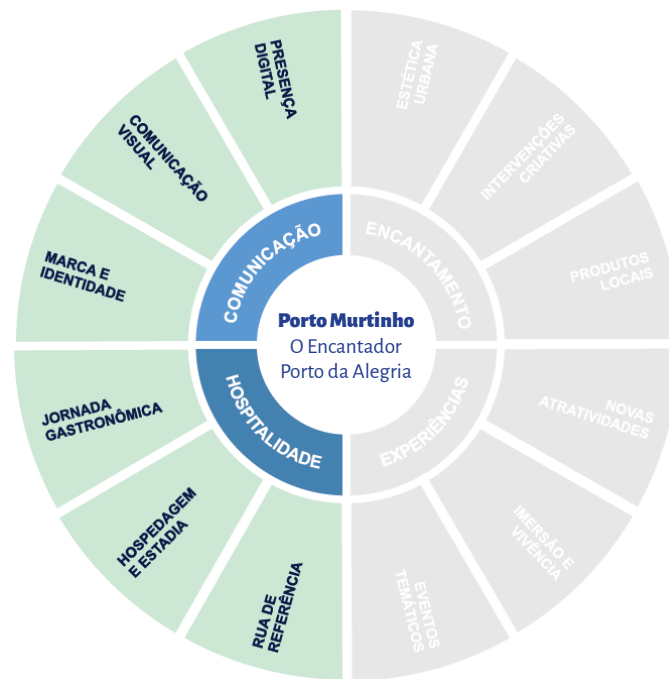 PRESENÇA
DIGITAL
ESTÉTICA
URBANA
COMUNICAÇÃO
VISUAL
INTERVENÇÕES
CRIATIVAS
MARCA E
IDENTIDADE
PRODUTOS
LOCAIS
COMUNICAÇÃO
ENCANTAMENTO
Porto Murtinho
O Encantador
Porto da Alegria
HOSPITALIDADE
EXPERIÊNCIAS
JORNADA
GASTRONÔMICA
NOVAS
ATRATIVIDADES
HOSPEDAGEM
E ESTADIA
IMERSÃO E
VIVÊNCIA
RUA DE
REFERÊNCIA
EVENTOS
TEMÁTICOS